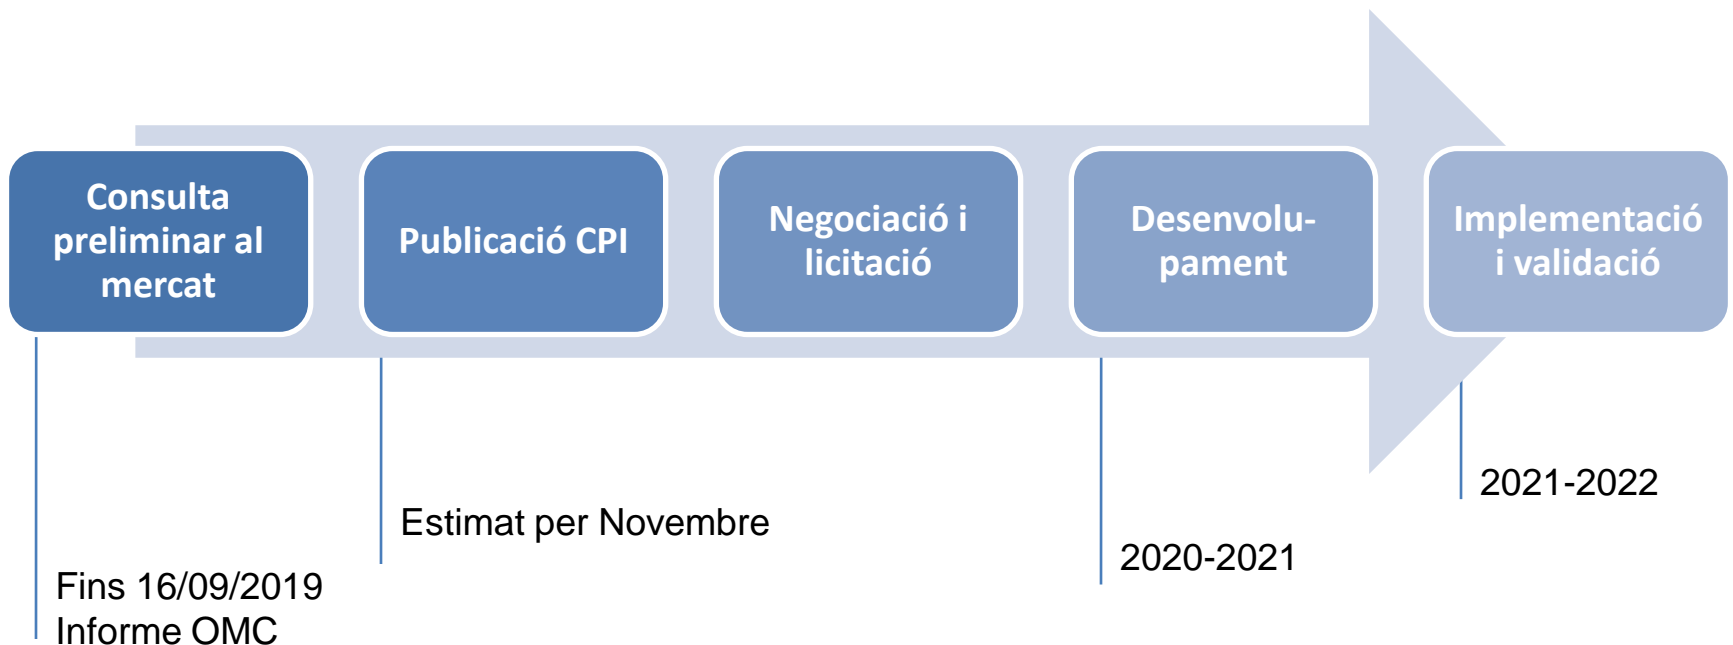 Consulta
preliminar al
mercat
Publicació CPI
Negociació i
licitació
Desenvolu-
pament
Implementació
i validació
Fins 16/09/2019
Informe OMC
Estimat per Novembre
2020-2021
2021-2022